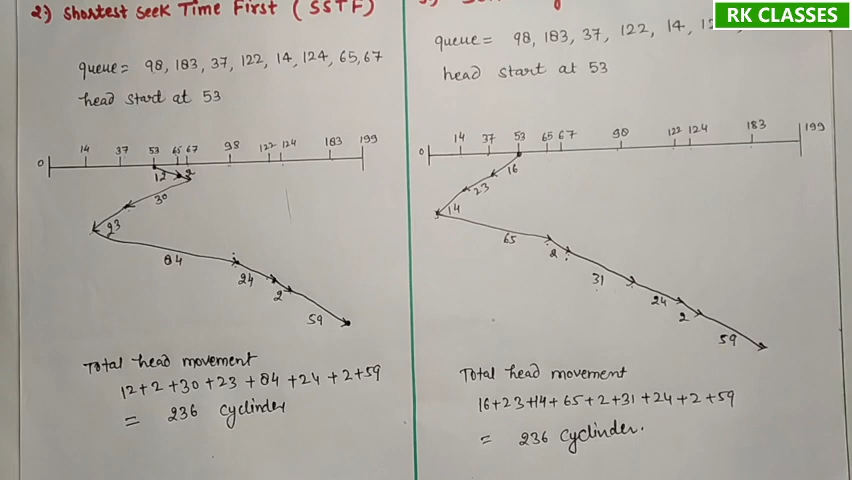 RK CLASSES
2) Shortest Seek Time First (SSTF)
queue = 98, 183, 37, 122, 14, 124, 65, 67
head start at 53
0 14 37 53 65 67 98 122 124 183 199
12 2
30
23
84
24
2
59
Total head movement
12+2+30+23+84+24+2+59
= 236 cyclinder
queue = 98, 183, 37, 122, 14,
head start at 53
0 14 37 53 65 67 98 122 124 183 199
16
23
14
65
2
31
24
2
59
Total head movement
16+23+14+65+2+31+24+2+59
= 236 cyclinder.